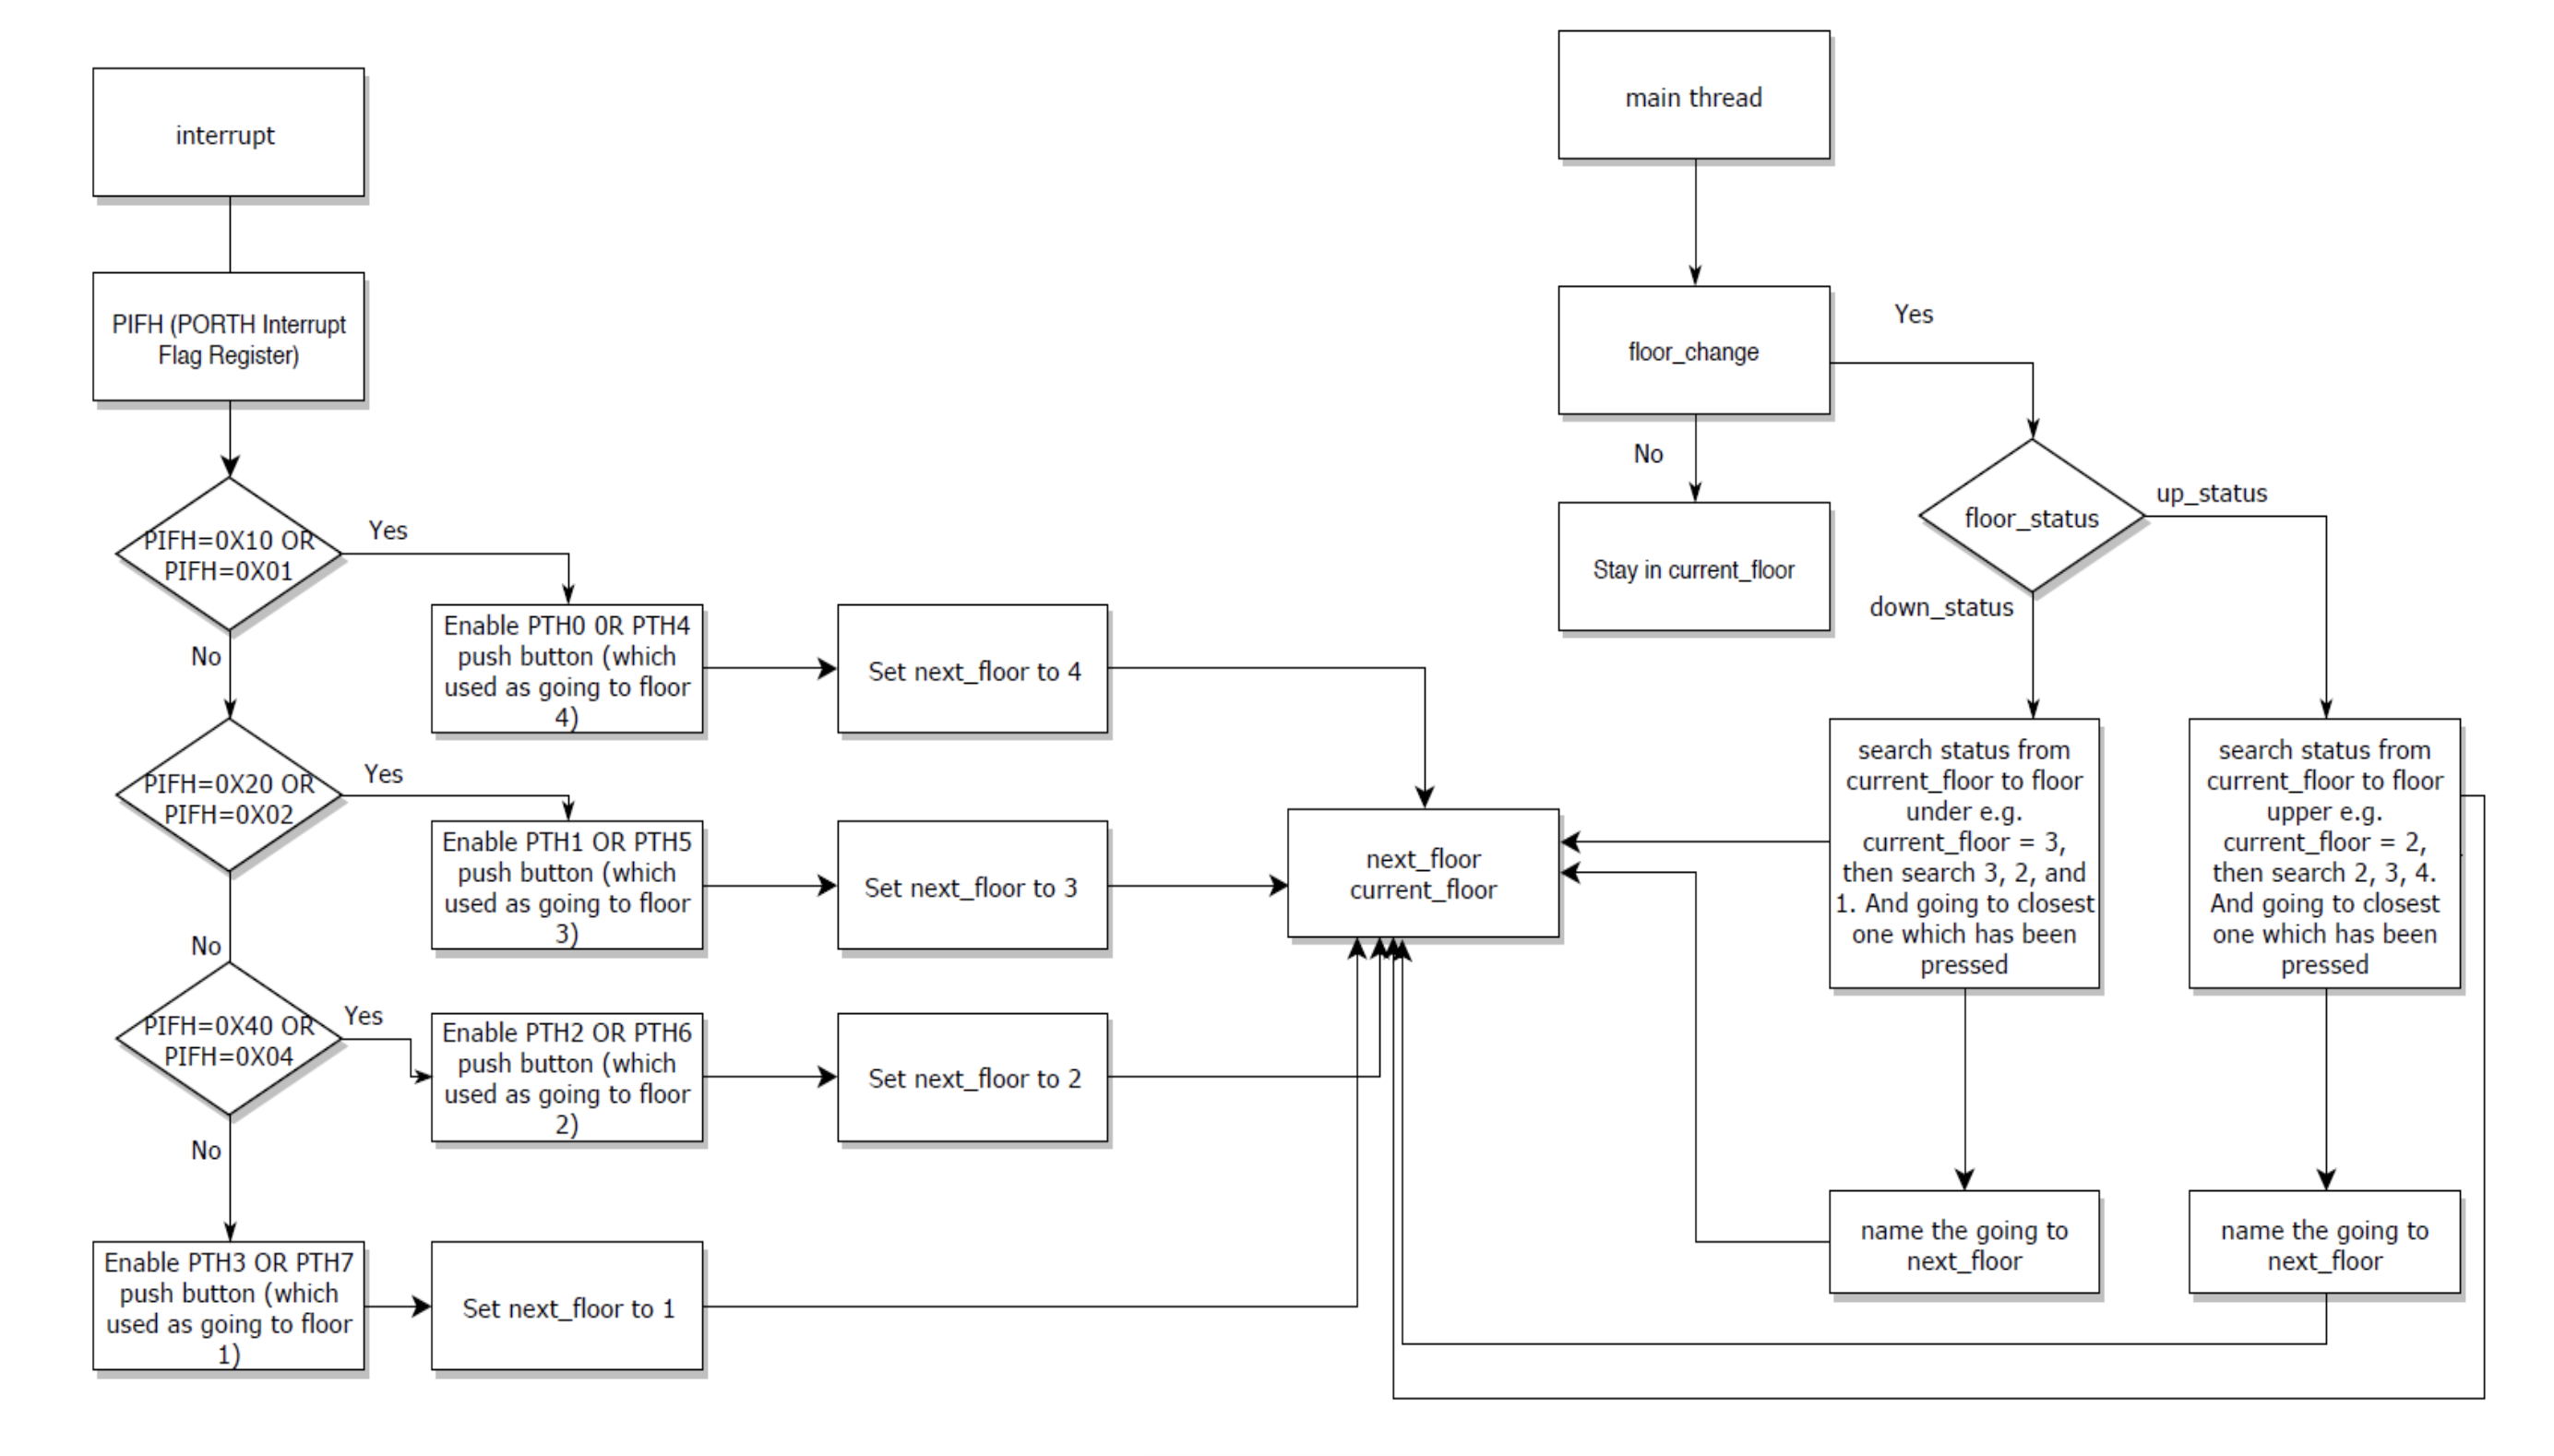 interrupt
PIFH (PORTH Interrupt
Flag Register)
PIFH=0X10 OR
PIFH=0X01
Yes
No
Enable PTH0 0R PTH4
push button (which
used as going to floor
4)
Set next_floor to 4
PIFH=0X20 OR
PIFH=0X02
Yes
No
Enable PTH1 OR PTH5
push button (which
used as going to floor
3)
Set next_floor to 3
PIFH=0X40 OR
PIFH=0X04
Yes
No
Enable PTH2 OR PTH6
push button (which
used as going to floor
2)
Set next_floor to 2
Enable PTH3 OR PTH7
push button (which
used as going to floor
1)
Set next_floor to 1
next_floor
current_floor
main thread
floor_change
Yes
No
Stay in current_floor
floor_status
up_status
down_status
search status from
current_floor to floor
under e.g.
current_floor = 3,
then search 3, 2, and
1. And going to closest
one which has been
pressed
search status from
current_floor to floor
upper e.g.
current_floor = 2,
then search 2, 3, 4.
And going to closest
one which has been
pressed
name the going to
next_floor
name the going to
next_floor